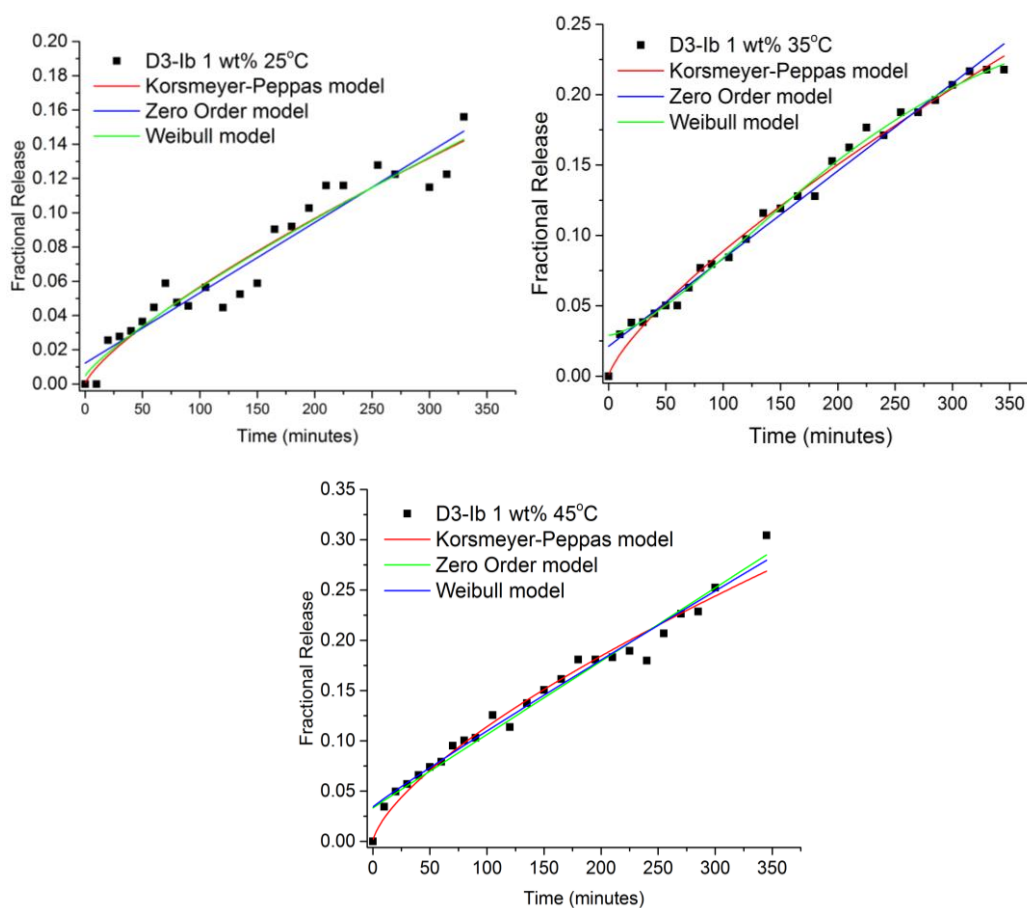 D3-Ib 1 wt% 25°C
Korsmeyer-Peppas model
Zero Order model
Weibull model
0.20
0.18
0.16
0.14
0.12
0.10
0.08
0.06
0.04
0.02
0.00
Fractional Release
0 50 100 150 200 250 300 350
Time (minutes)
D3-Ib 1 wt% 35°C
Korsmeyer-Peppas model
Zero Order model
Weibull model
0.25
0.20
0.15
0.10
0.05
0.00
Fractional Release
0 50 100 150 200 250 300 350
Time (minutes)
D3-Ib 1 wt% 45°C
Korsmeyer-Peppas model
Zero Order model
Weibull model
0.35
0.30
0.25
0.20
0.15
0.10
0.05
0.00
Fractional Release
0 50 100 150 200 250 300 350
Time (minutes)